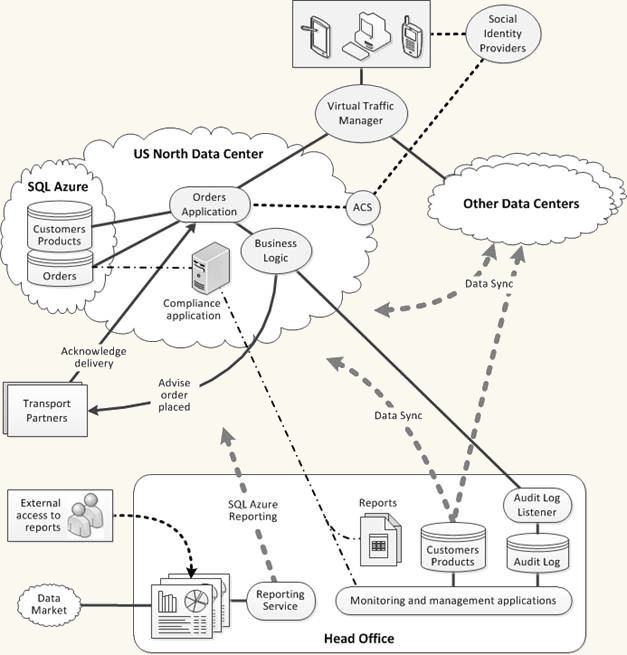 Social
Identity
Providers
Virtual Traffic
Manager
US North Data Center
SQL Azure
Customers
Products
Orders
Orders
Application
ACS
Business
Logic
Compliance
application
Other Data Centers
Data Sync
Acknowledge
delivery
Transport
Partners
Advise
order
placed
Data Sync
External
access to
reports
SQL Azure
Reporting
Reports
Audit Log
Listener
Customers
Products
Audit Log
Data
Market
Reporting
Service
Monitoring and management applications
Head Office